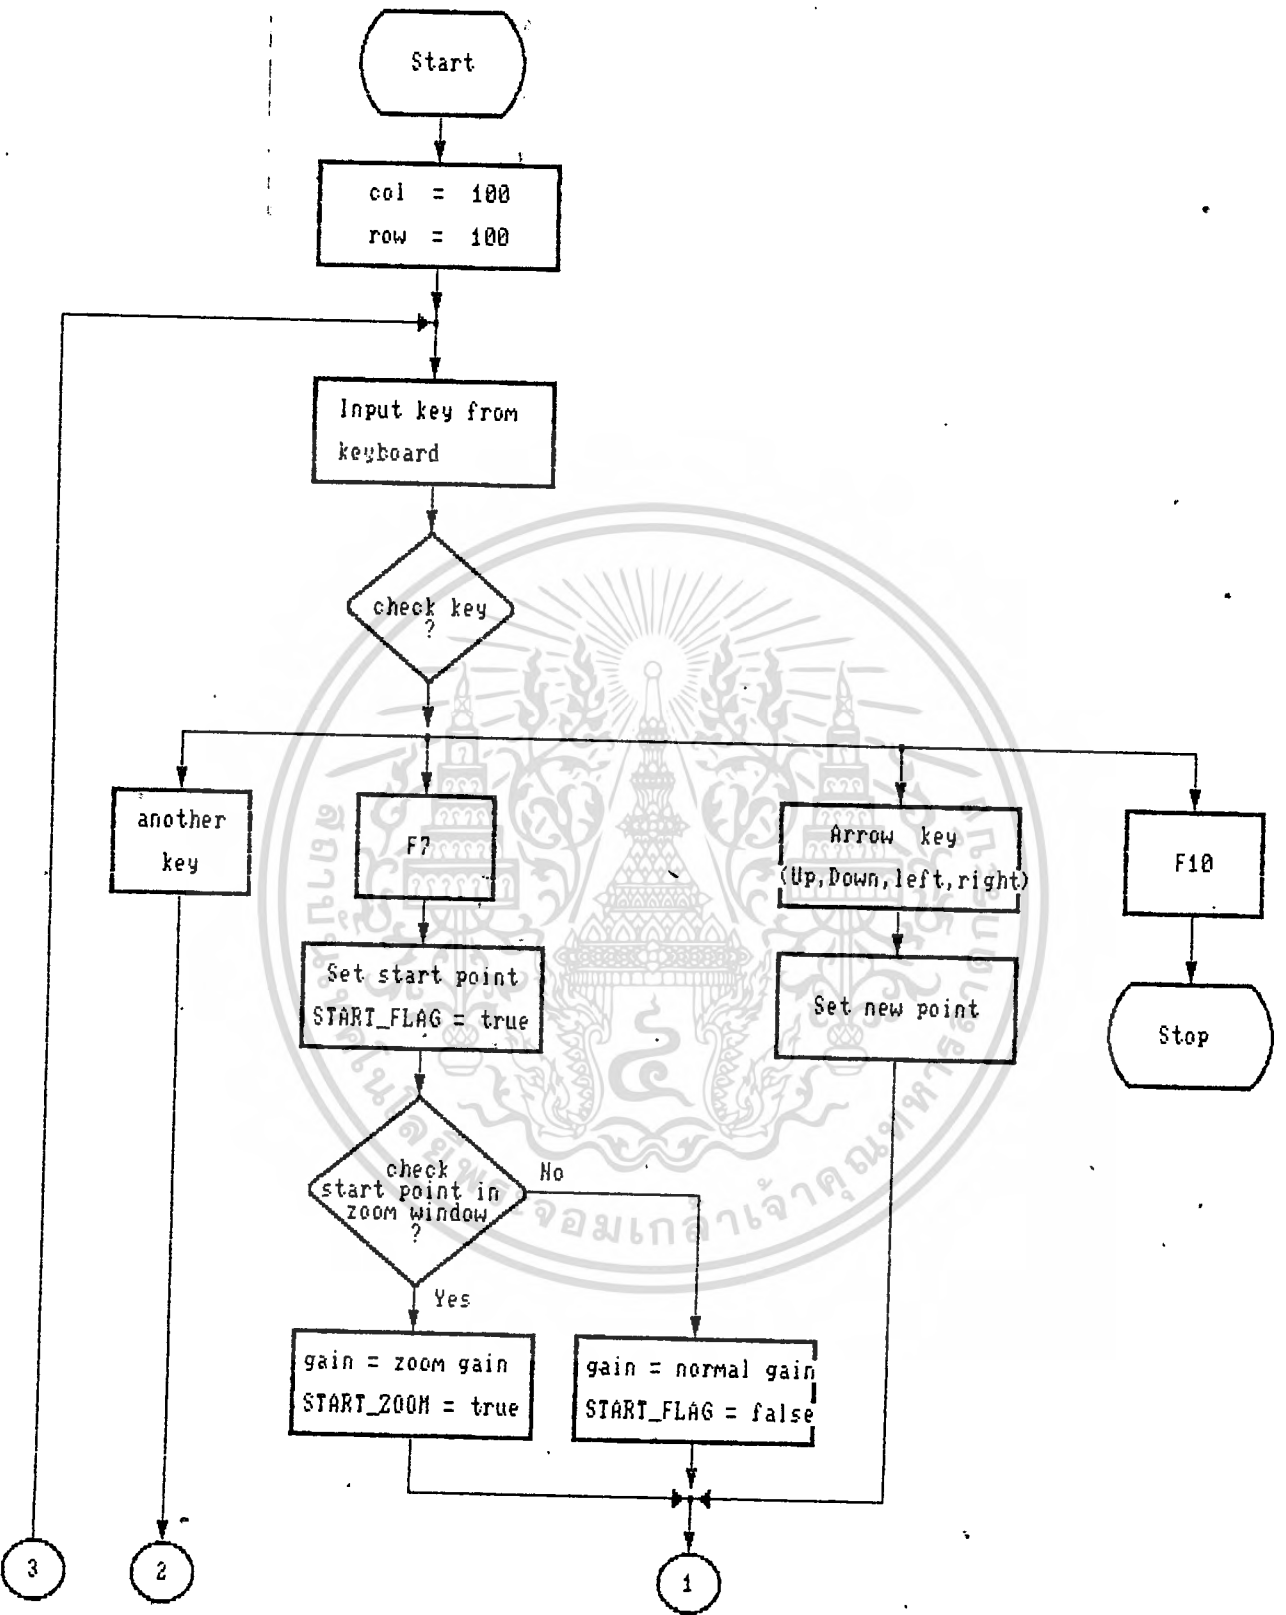 Start
col = 100
row = 100
Input key from
keyboard
check key
?
another
key
F7
Arrow key
(Up,Down,left,right)
F10
Set start point
START_FLAG = true
Set new point
Stop
check
start point in
zoom window
?
No
Yes
gain = zoom gain
START_ZOOM = true
gain = normal gain
START_FLAG = false
3
2
1